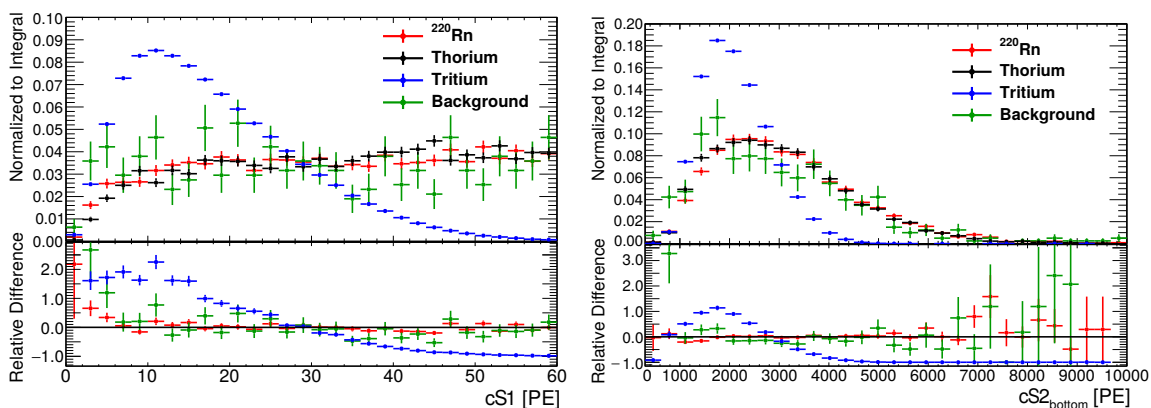 Normalized to Integral
0.10
0.09
0.08
0.07
0.06
0.05
0.04
0.03
0.02
0.01
0.00
²²⁰Rn
Thorium
Tritium
Background
Relative Difference
2.0
1.0
0.0
−1.0
0 10 20 30 40 50 60
cS1 [PE]
Normalized to Integral
0.20
0.18
0.16
0.14
0.12
0.10
0.08
0.06
0.04
0.02
0.00
²²⁰Rn
Thorium
Tritium
Background
Relative Difference
3.0
2.0
1.0
0.0
−1.0
1000 2000 3000 4000 5000 6000 7000 8000 9000 10000
cS2bottom [PE]